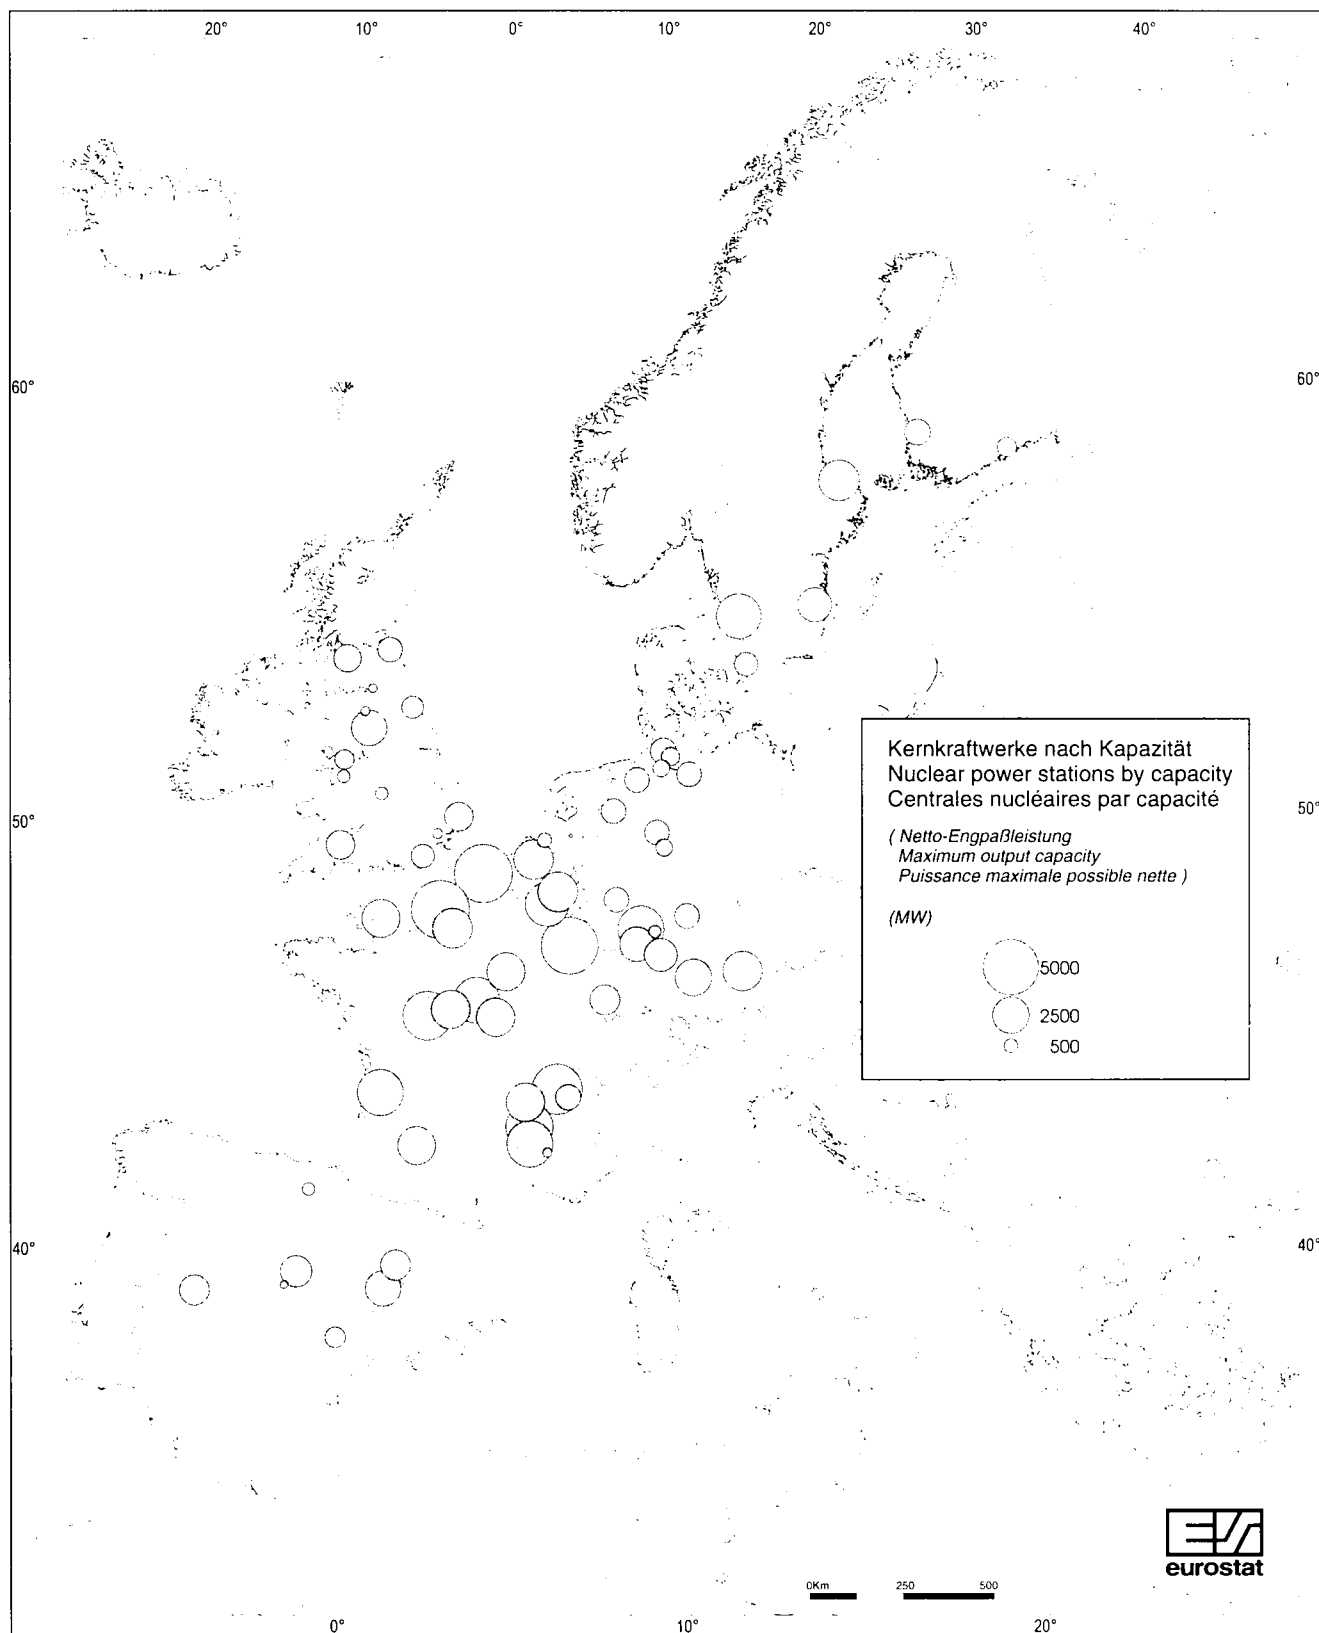 20° 10° 0° 10° 20° 30° 40°
60° 60°
Kernkraftwerke nach Kapazität
Nuclear power stations by capacity
Centrales nucléaires par capacité
( Netto-Engpaßleistung
Maximum output capacity
Puissance maximale possible nette )
50° 50°
(MW)
5000
2500
500
40° 40°
eurostat
0Km 250 500
0° 10° 20°